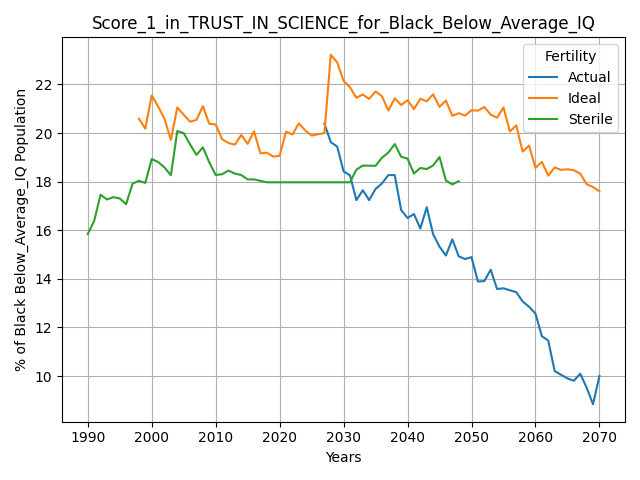 Score_1_in_TRUST_IN_SCIENCE_for_Black_Below_Average_IQ
Fertility
Actual
Ideal
Sterile
% of Black Below_Average_IQ Population
22
20
18
16
14
12
10
1990 2000 2010 2020 2030 2040 2050 2060 2070
Years